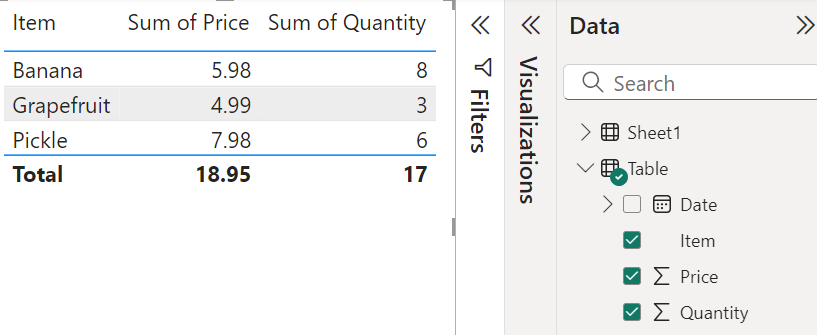 Item Sum of Price Sum of Quantity
Banana 5.98 8
Grapefruit 4.99 3
Pickle 7.98 6
Total 18.95 17
Filters
Visualizations
Data
Search
Sheet1
Table
Date
Item
Price
Quantity